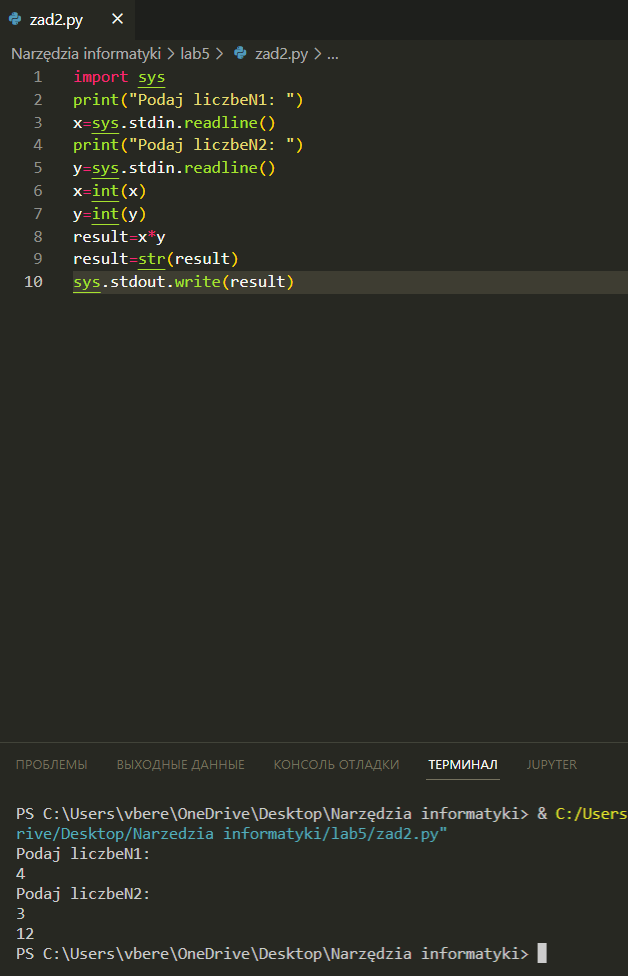 zad2.py
Narzędzia informatyki > lab5 > zad2.py > ...
1 import sys
2 print("Podaj liczbeN1: ")
3 x=sys.stdin.readline()
4 print("Podaj liczbeN2: ")
5 y=sys.stdin.readline()
6 x=int(x)
7 y=int(y)
8 result=x*y
9 result=str(result)
10 sys.stdout.write(result)
ПРОБЛЕМЫ ВЫХОДНЫЕ ДАННЫЕ КОНСОЛЬ ОТЛАДКИ ТЕРМИНАЛ JUPYTER
PS C:\Users\vbere\OneDrive\Desktop\Narzędzia informatyki> & C:/Users
rive/Desktop/Narzedzia informatyki/lab5/zad2.py"
Podaj liczbeN1:
4
Podaj liczbeN2:
3
12
PS C:\Users\vbere\OneDrive\Desktop\Narzędzia informatyki>